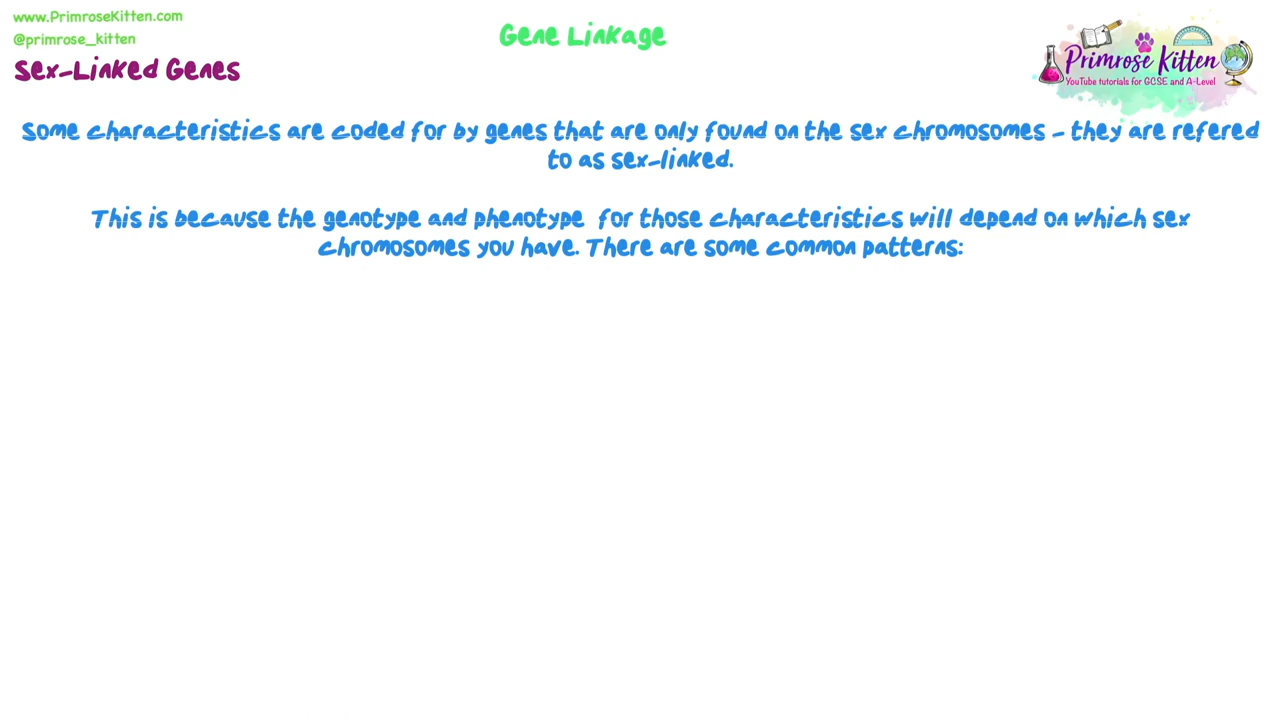 www.PrimroseKitten.com
@primrose_kitten
Gene Linkage
Sex-Linked Genes
Primrose Kitten
YouTube tutorials for GCSE and A-Level
Some characteristics are coded for by genes that are only found on the sex chromosomes - they are refered
to as sex-linked.
This is because the genotype and phenotype for those characteristics will depend on which sex
chromosomes you have. There are some common patterns: